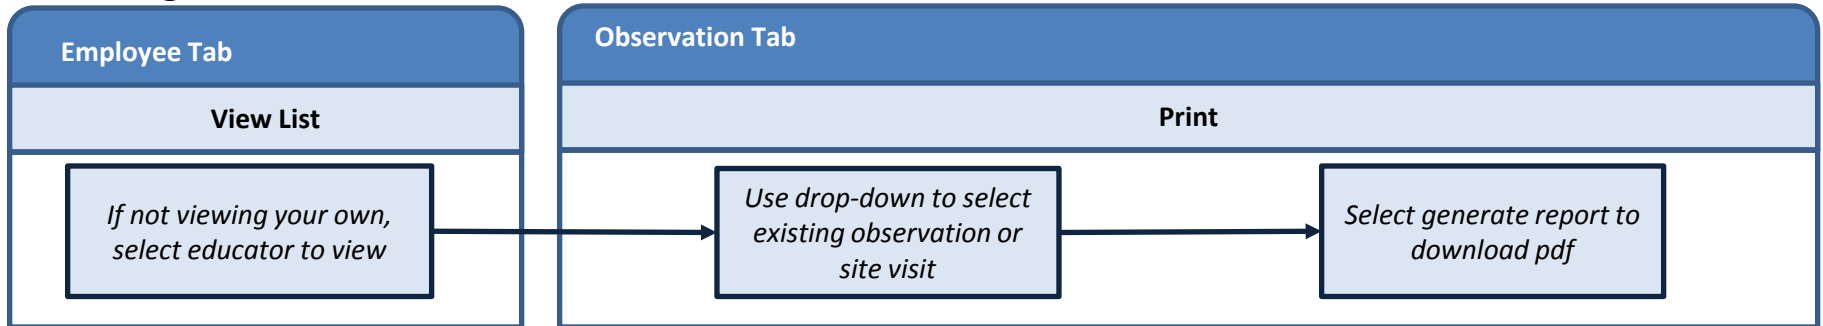 Employee Tab
View List
If not viewing your own,
select educator to view
Observation Tab
Print
Use drop-down to select
existing observation or
site visit
Select generate report to
download pdf